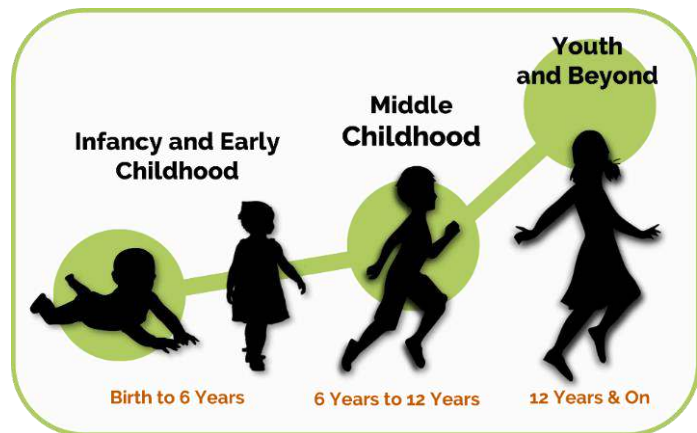 Infancy and Early
Childhood
Birth to 6 Years
Middle
Childhood
6 Years to 12 Years
Youth
and Beyond
12 Years & On